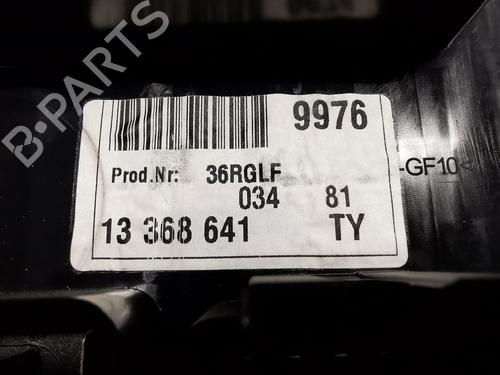 9976
Prod.Nr: 36RGLF
034 81
13 368 641 TY
-GF10<
B-PARTS